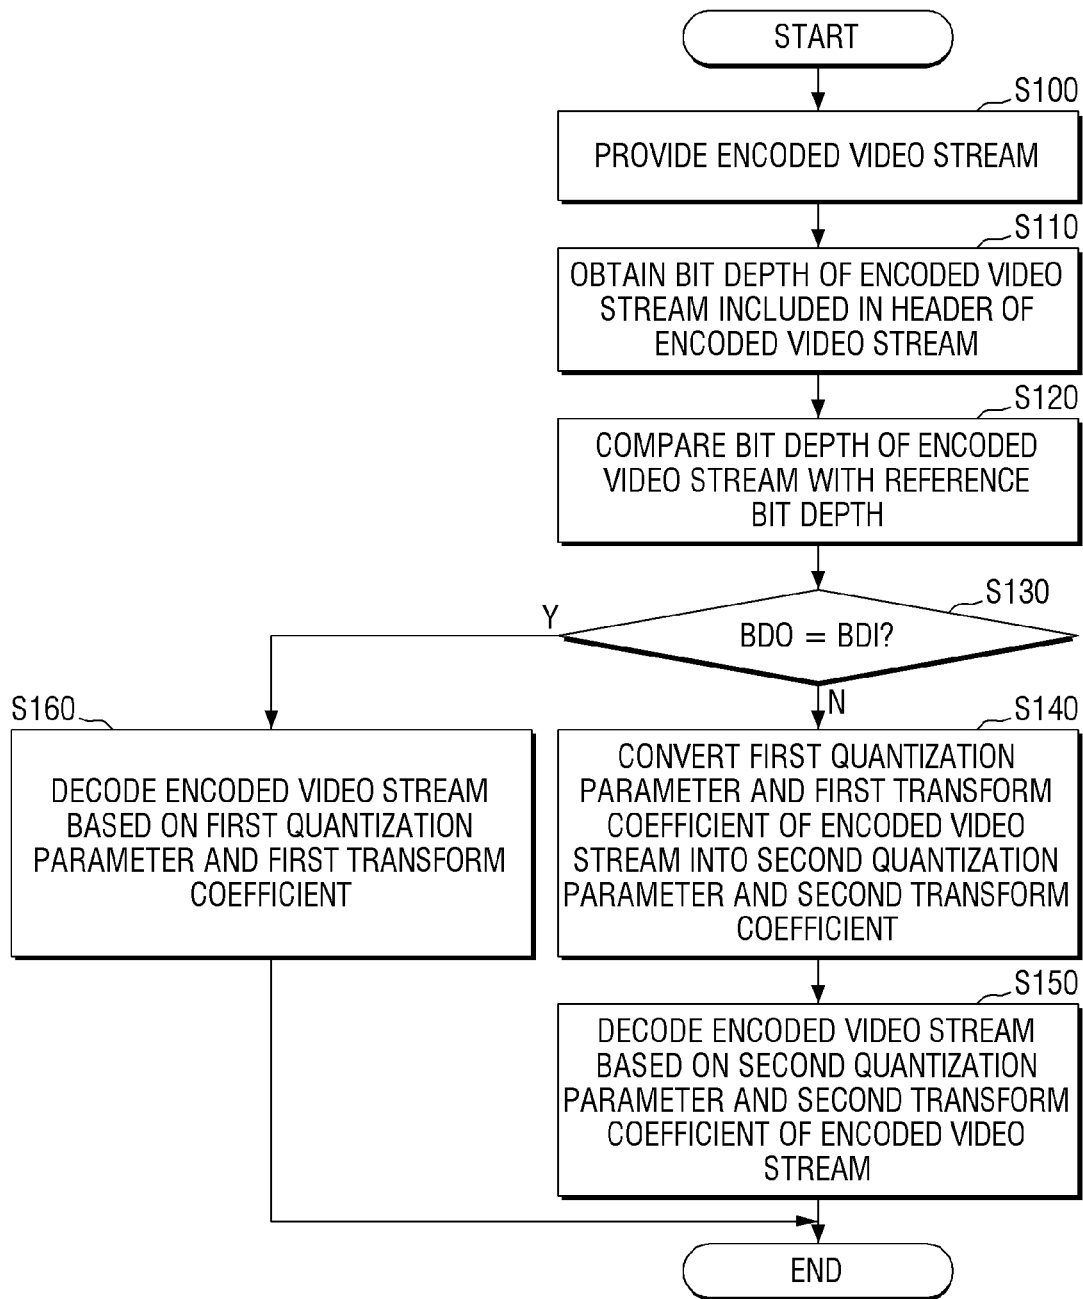 START
S100
PROVIDE ENCODED VIDEO STREAM
S110
OBTAIN BIT DEPTH OF ENCODED VIDEO
STREAM INCLUDED IN HEADER OF
ENCODED VIDEO STREAM
S120
COMPARE BIT DEPTH OF ENCODED
VIDEO STREAM WITH REFERENCE
BIT DEPTH
S130
BDO = BDI?
Y
N
S160
DECODE ENCODED VIDEO STREAM
BASED ON FIRST QUANTIZATION
PARAMETER AND FIRST TRANSFORM
COEFFICIENT
S140
CONVERT FIRST QUANTIZATION
PARAMETER AND FIRST TRANSFORM
COEFFICIENT OF ENCODED VIDEO
STREAM INTO SECOND QUANTIZATION
PARAMETER AND SECOND TRANSFORM
COEFFICIENT
S150
DECODE ENCODED VIDEO STREAM
BASED ON SECOND QUANTIZATION
PARAMETER AND SECOND TRANSFORM
COEFFICIENT OF ENCODED VIDEO
STREAM
END